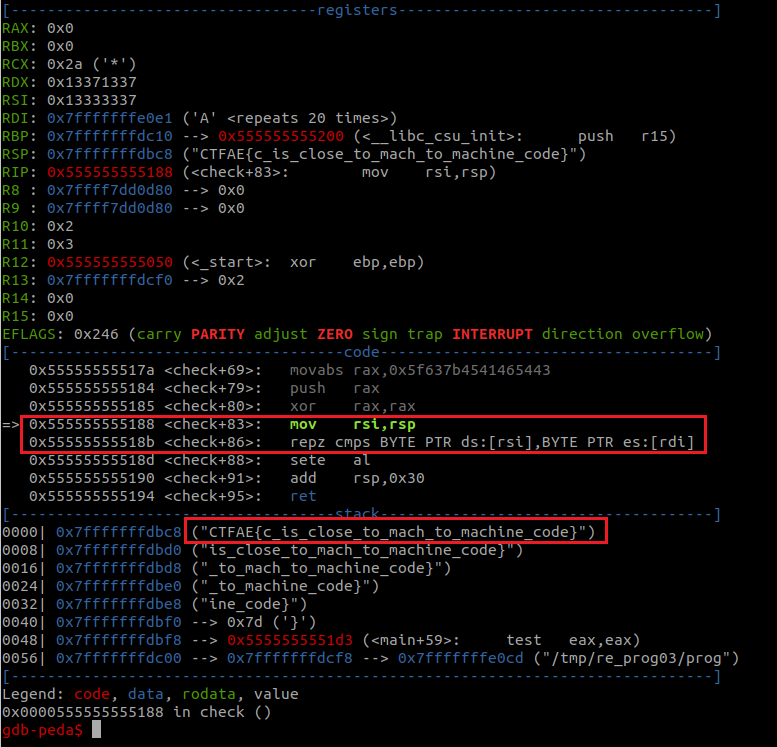 [----------------------------------registers-----------------------------------]
RAX: 0x0
RBX: 0x0
RCX: 0x2a ('*')
RDX: 0x13371337
RSI: 0x13333337
RDI: 0x7fffffffe0e1 ('A' <repeats 20 times>)
RBP: 0x7fffffffdc10 --> 0x555555555200 (<__libc_csu_init>: push r15)
RSP: 0x7fffffffdbc8 ("CTFAE{c_is_close_to_mach_to_machine_code}")
RIP: 0x555555555188 (<check+83>: mov rsi,rsp)
R8 : 0x7ffff7dd0d80 --> 0x0
R9 : 0x7ffff7dd0d80 --> 0x0
R10: 0x2
R11: 0x3
R12: 0x555555555050 (<_start>: xor ebp,ebp)
R13: 0x7fffffffdcf0 --> 0x2
R14: 0x0
R15: 0x0
EFLAGS: 0x246 (carry PARITY adjust ZERO sign trap INTERRUPT direction overflow)
[-------------------------------------code-------------------------------------]
0x55555555517a <check+69>: movabs rax,0x5f637b4541465443
0x555555555184 <check+79>: push rax
0x555555555185 <check+80>: xor rax,rax
=> 0x555555555188 <check+83>: mov rsi,rsp
0x55555555518b <check+86>: repz cmps BYTE PTR ds:[rsi],BYTE PTR es:[rdi]
0x55555555518d <check+88>: sete al
0x555555555190 <check+91>: add rsp,0x30
0x555555555194 <check+95>: ret
[------------------------------------stack-------------------------------------]
0000| 0x7fffffffdbc8 ("CTFAE{c_is_close_to_mach_to_machine_code}")
0008| 0x7fffffffdbd0 ("is_close_to_mach_to_machine_code}")
0016| 0x7fffffffdbd8 ("_to_mach_to_machine_code}")
0024| 0x7fffffffdbe0 ("_to_machine_code}")
0032| 0x7fffffffdbe8 ("ine_code}")
0040| 0x7fffffffdbf0 --> 0x7d ('}')
0048| 0x7fffffffdbf8 --> 0x5555555551d3 (<main+59>: test eax,eax)
0056| 0x7fffffffdc00 --> 0x7fffffffdcf8 --> 0x7fffffffe0cd ("/tmp/re_prog03/prog")
[------------------------------------------------------------------------------]
Legend: code, data, rodata, value
0x0000555555555188 in check ()
gdb-peda$